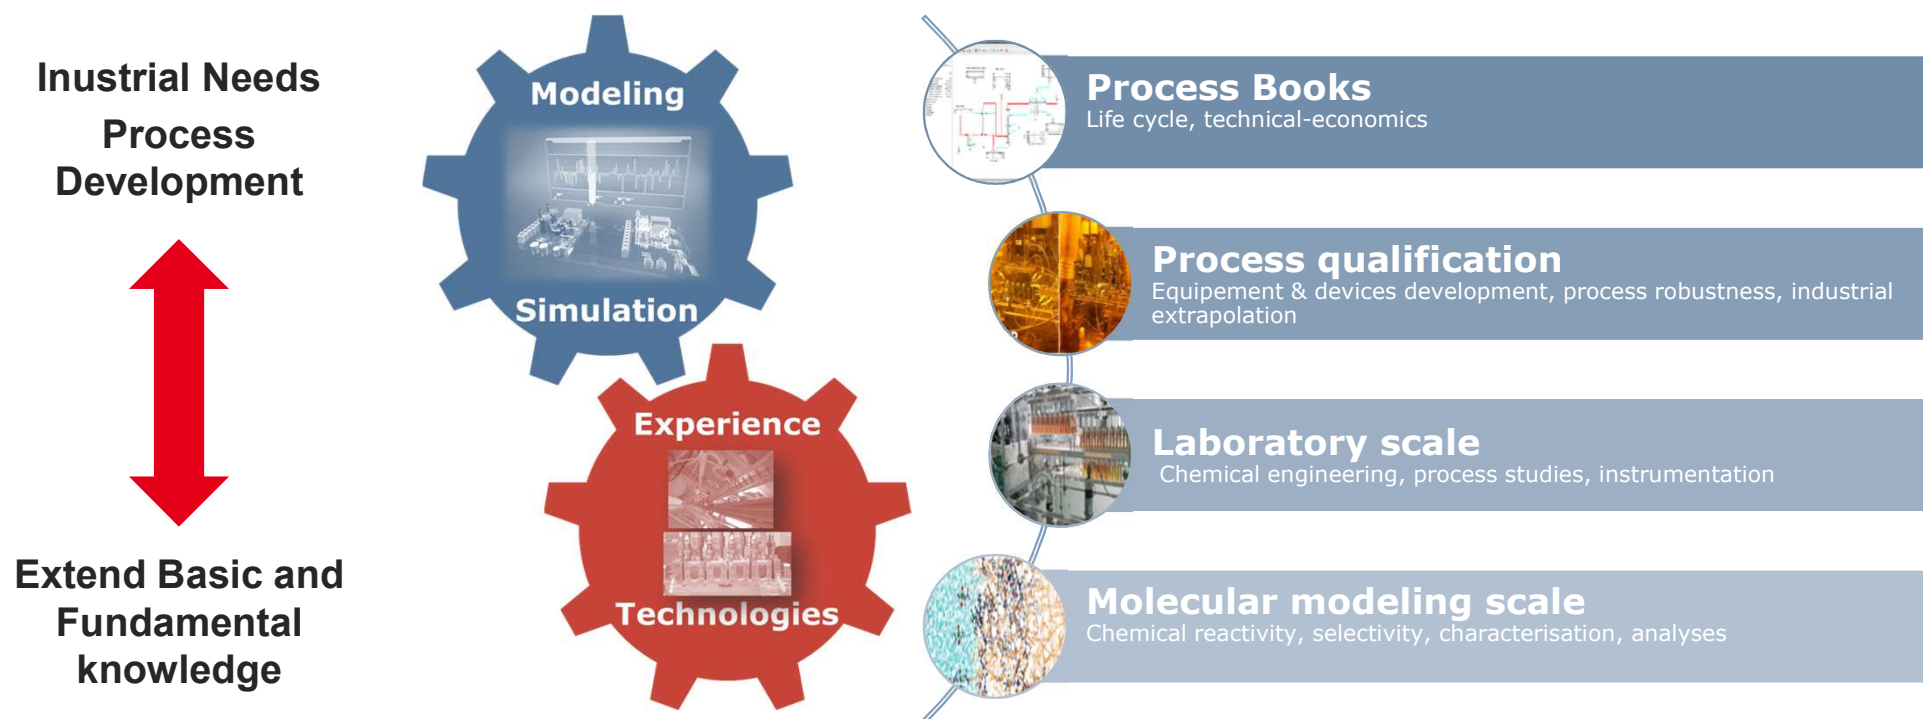 Inustrial Needs
Process
Development
Extend Basic and
Fundamental
knowledge
Modeling
Simulation
Experience
Technologies
Process Books
Life cycle, technical-economics
Process qualification
Equipement & devices development, process robustness, industrial
extrapolation
Laboratory scale
Chemical engineering, process studies, instrumentation
Molecular modeling scale
Chemical reactivity, selectivity, characterisation, analyses